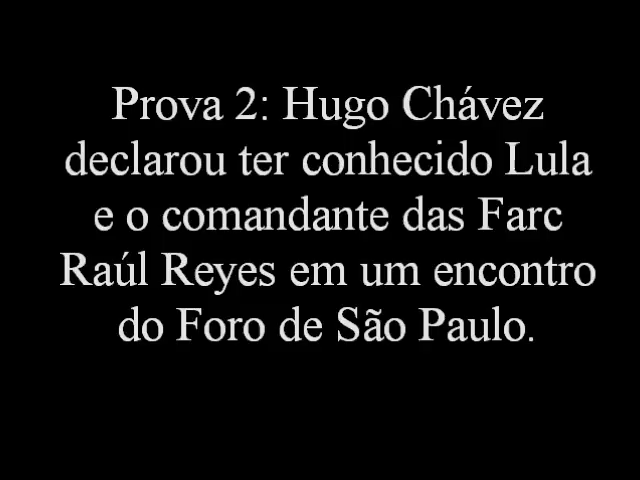 Prova 2: Hugo Chávez
declarou ter conhecido Lula
e o comandante das Farc
Raúl Reyes em um encontro
do Foro de São Paulo.